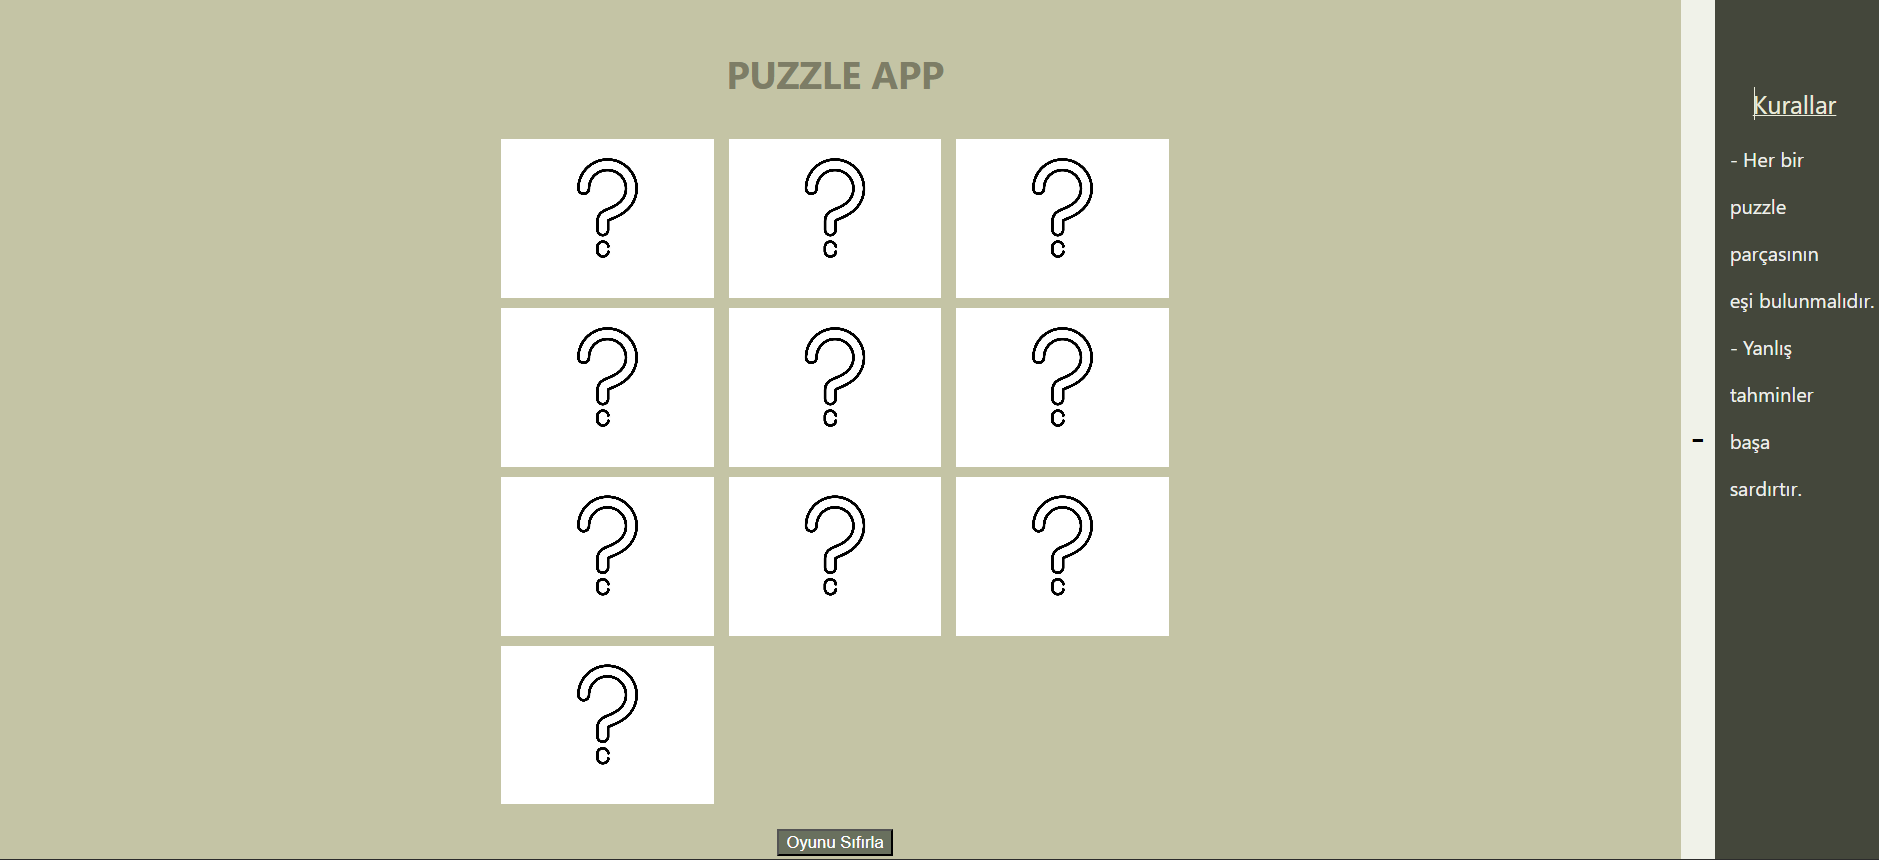 PUZZLE APP
? ? ?
? ? ?
? ? ?
?
Oyunu Sıfırla
-
Kurallar
- Her bir
puzzle
parçasının
eşi bulunmalıdır.
- Yanlış
tahminler
başa
sardırtır.